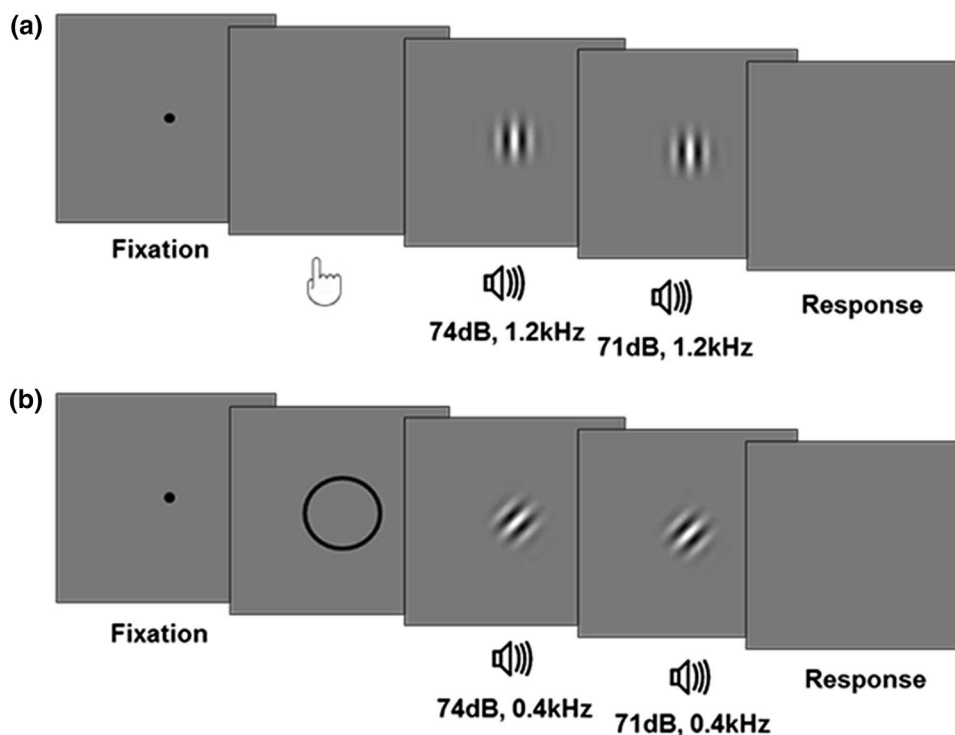 (a)
Fixation
74dB, 1.2kHz
71dB, 1.2kHz
Response
(b)
Fixation
74dB, 0.4kHz
71dB, 0.4kHz
Response